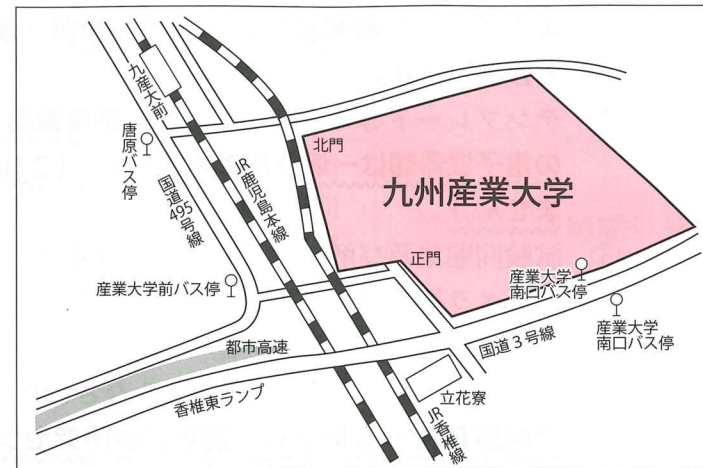 九産大前
唐原バス停
国道495号線
JR鹿児島本線
北門
九州産業大学
正門
産業大学前バス停
産業大学
南口バス停
産業大学
南口バス停
国道3号線
都市高速
香椎東ランプ
立花寮
JR香椎線